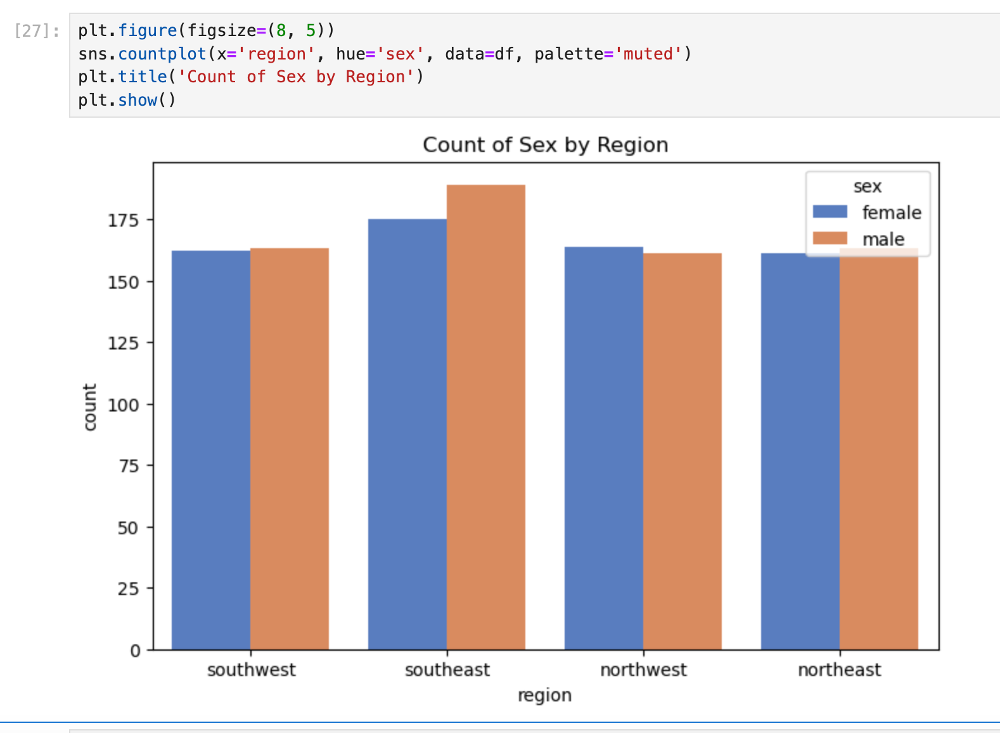 [27]:
plt.figure(figsize=(8, 5))
sns.countplot(x='region', hue='sex', data=df, palette='muted')
plt.title('Count of Sex by Region')
plt.show()
Count of Sex by Region
sex
female
male
175
150
125
100
75
50
25
0
count
southwest southeast northwest northeast
region